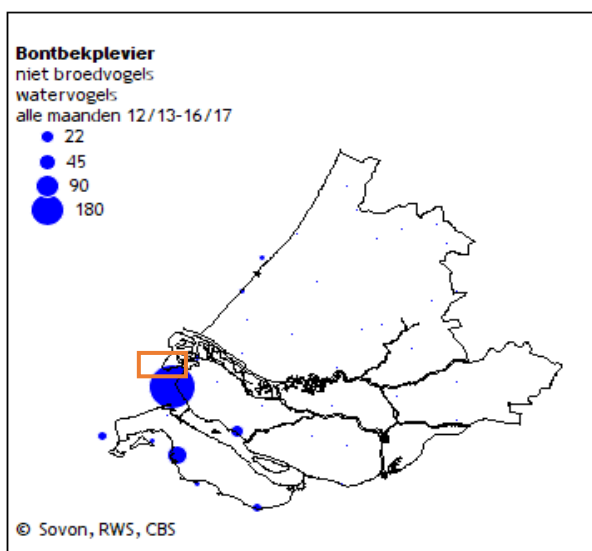 Bontbekplevier
niet broedvogels
watervogels
alle maanden 12/13-16/17
22
45
90
180
© Sovon, RWS, CBS